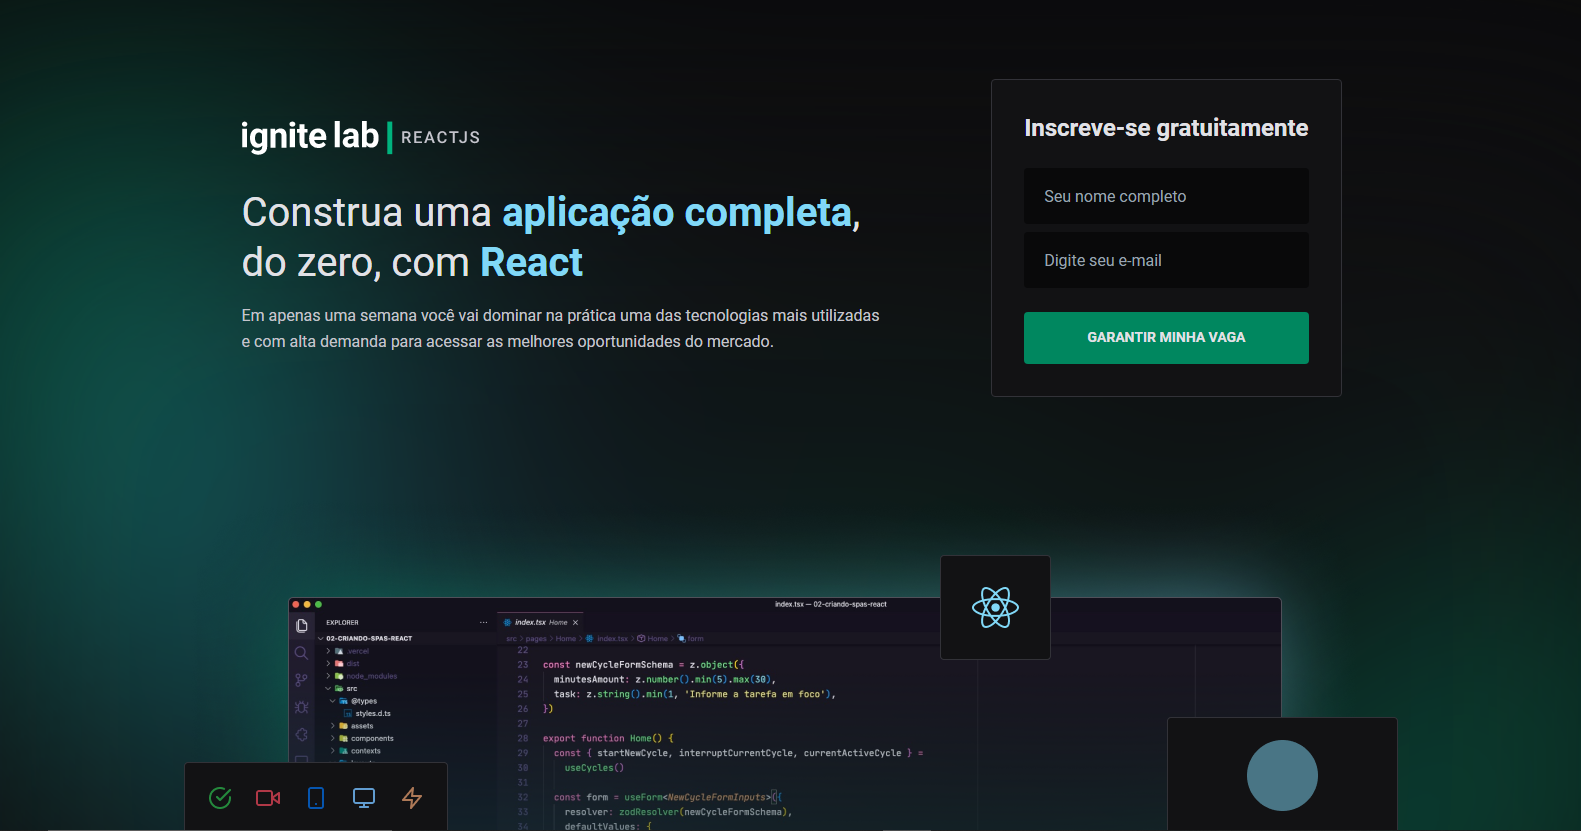 ignite lab REACTJS
Construa uma aplicação completa,
do zero, com React
Em apenas uma semana você vai dominar na prática uma das tecnologias mais utilizadas
e com alta demanda para acessar as melhores oportunidades do mercado.
Inscreve-se gratuitamente
Seu nome completo
Digite seu e-mail
GARANTIR MINHA VAGA
index.tsx — 02-criando-spas-react
EXPLORER ···
02-CRIANDO-SPAS-REACT
.vercel
dist
node_modules
src
@types
styles.d.ts
assets
components
contexts
index.tsx Home ×
src > pages > Home > index.tsx > Home > form
22
23 const newCycleFormSchema = z.object({
24 minutesAmount: z.number().min(5).max(30),
25 task: z.string().min(1, 'Informe a tarefa em foco'),
26 })
27
28 export function Home() {
29 const { startNewCycle, interruptCurrentCycle, currentActiveCycle } =
30 useCycles()
31
32 const form = useForm<NewCycleFormInputs>({
33 resolver: zodResolver(newCycleFormSchema),
34 defaultValues: {